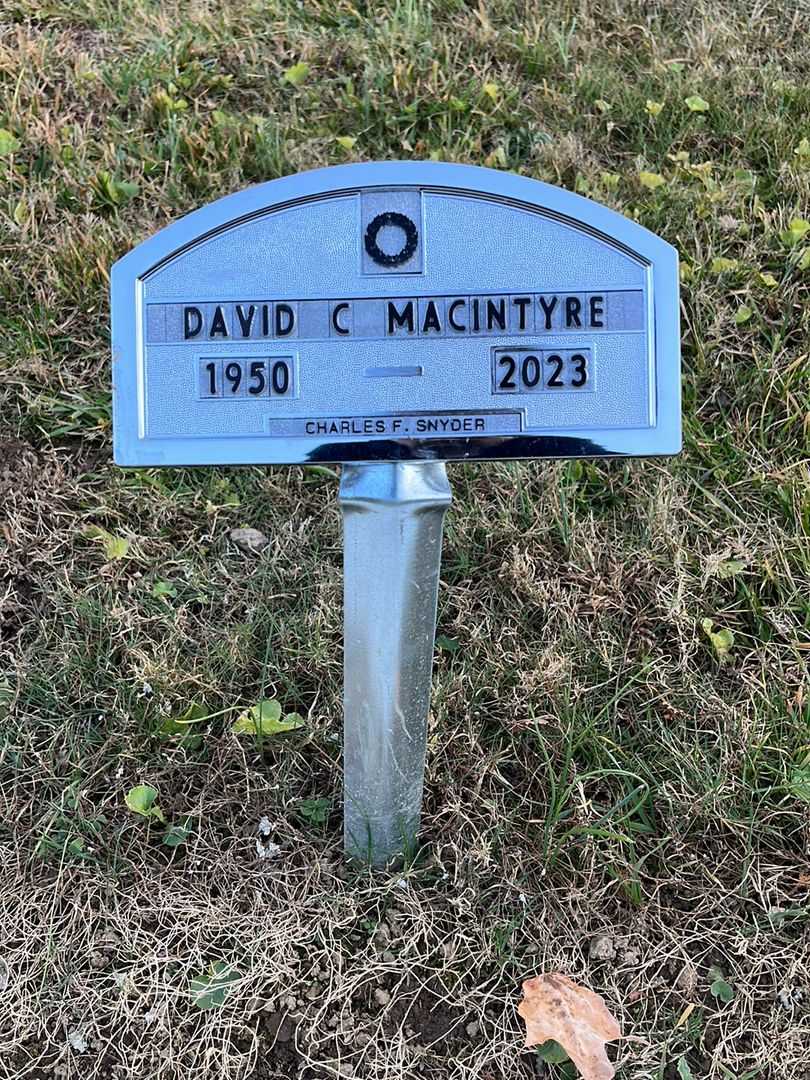 DAVID C MACINTYRE
1950 – 2023
CHARLES F. SNYDER